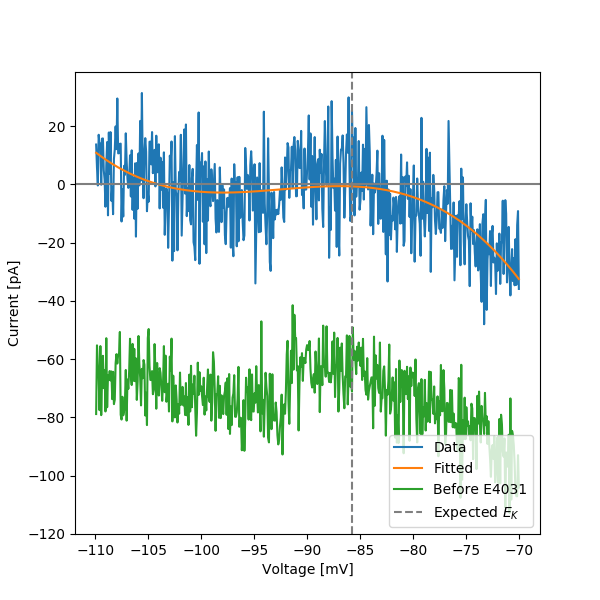 20
0
−20
−40
−60
−80
−100
−120
Current [pA]
−110 −105 −100 −95 −90 −85 −80 −75 −70
Voltage [mV]
Data
Fitted
Before E4031
Expected E_K